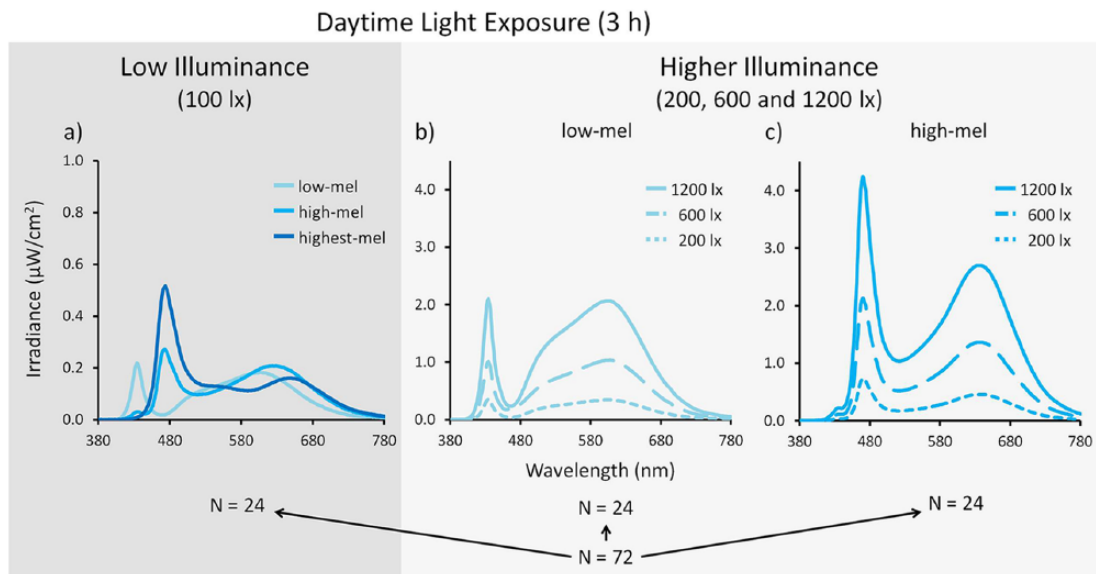 Daytime Light Exposure (3 h)
Low Illuminance
(100 lx)
Higher Illuminance
(200, 600 and 1200 lx)
a)
1.0
0.8
0.6
0.4
0.2
0.0
Irradiance (µW/cm²)
low-mel
high-mel
highest-mel
380 480 580 680 780
b)
low-mel
4.0
3.0
2.0
1.0
0.0
1200 lx
600 lx
200 lx
380 480 580 680 780
c)
high-mel
4.0
3.0
2.0
1.0
0.0
1200 lx
600 lx
200 lx
380 480 580 680 780
Wavelength (nm)
N = 24
N = 24
N = 24
N = 72